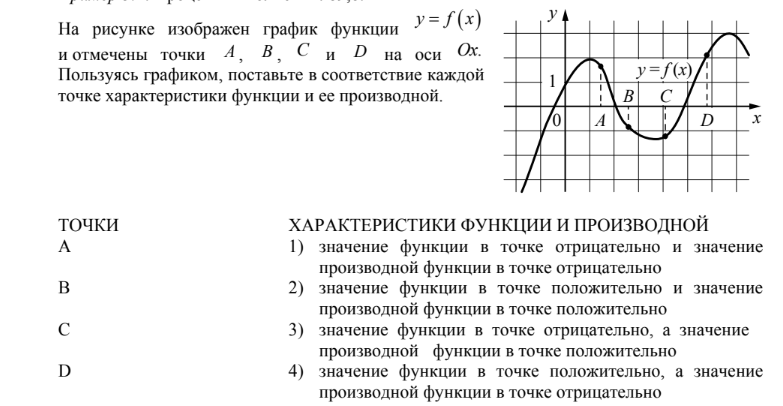 На рисунке изображен график функции y = f (x)
и отмечены точки A, B, C и D на оси Ox.
Пользуясь графиком, поставьте в соответствие каждой
точке характеристики функции и ее производной.
y
y = f (x)
1
B C
0 A D x
ТОЧКИ ХАРАКТЕРИСТИКИ ФУНКЦИИ И ПРОИЗВОДНОЙ
A 1) значение функции в точке отрицательно и значение
производной функции в точке отрицательно
B 2) значение функции в точке положительно и значение
производной функции в точке положительно
C 3) значение функции в точке отрицательно, а значение
производной функции в точке положительно
D 4) значение функции в точке положительно, а значение
производной функции в точке отрицательно